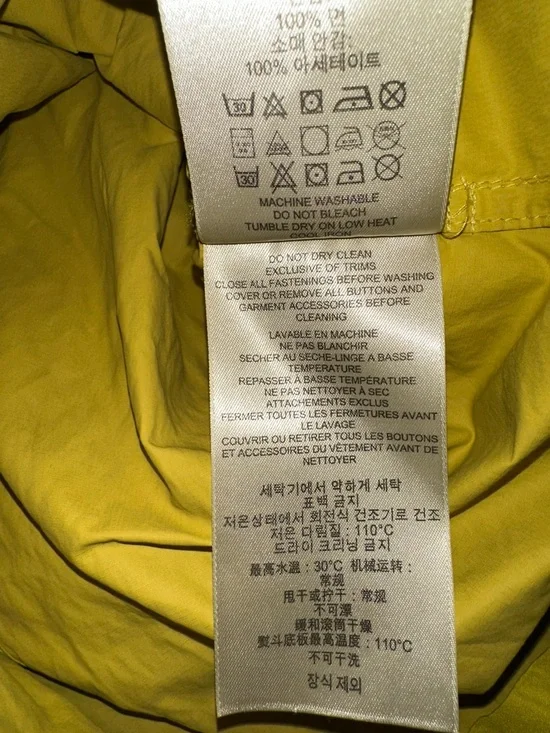 100% 면
소매 안감:
100% 아세테이트
30
30
MACHINE WASHABLE
DO NOT BLEACH
TUMBLE DRY ON LOW HEAT
COOL IRON
DO NOT DRY CLEAN
EXCLUSIVE OF TRIMS
CLOSE ALL FASTENINGS BEFORE WASHING
COVER OR REMOVE ALL BUTTONS AND
GARMENT ACCESSORIES BEFORE
CLEANING
LAVABLE EN MACHINE
NE PAS BLANCHIR
SECHER AU SECHE-LINGE A BASSE
TEMPERATURE
REPASSER À BASSE TEMPÉRATURE
NE PAS NETTOYER À SEC
ATTACHEMENTS EXCLUS
FERMER TOUTES LES FERMETURES AVANT
LE LAVAGE
COUVRIR OU RETIRER TOUS LES BOUTONS
ET ACCESSOIRES DU VÊTEMENT AVANT DE
NETTOYER
세탁기에서 약하게 세탁
표백 금지
저온상태에서 회전식 건조기로 건조
저온 다림질 : 110°C
드라이 크리닝 금지
最高水温 : 30°C 机械运转 :
常规
甩干或拧干 : 常规
不可漂
缓和滚筒干燥
熨斗底板最高温度 : 110°C
不可干洗
장식 제외